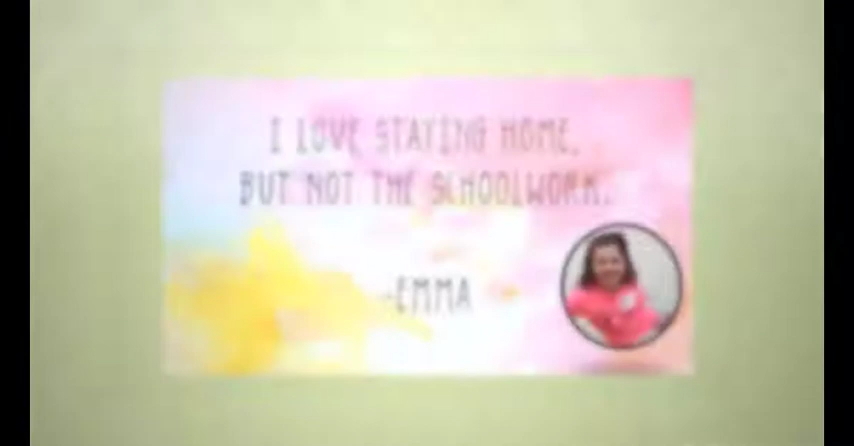 I LOVE STAYING HOME,
BUT NOT THE SCHOOLWORK.
-EMMA